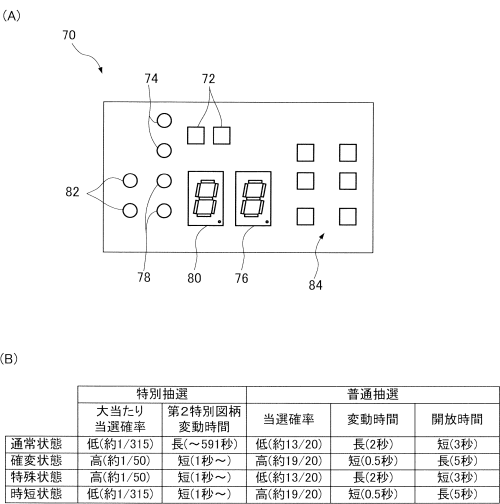 (A)
70
74
72
82
78
80
76
84
(B)
特別抽選 普通抽選
大当たり当選確率 第2特別図柄変動時間 当選確率 変動時間 開放時間
通常状態 低(約1/315) 長(～591秒) 低(約13/20) 長(2秒) 短(3秒)
確変状態 高(約1/50) 短(1秒～) 高(約19/20) 短(0.5秒) 長(5秒)
特殊状態 高(約1/50) 短(1秒～) 低(約13/20) 長(2秒) 短(3秒)
時短状態 低(約1/315) 短(1秒～) 高(約19/20) 短(0.5秒) 長(5秒)